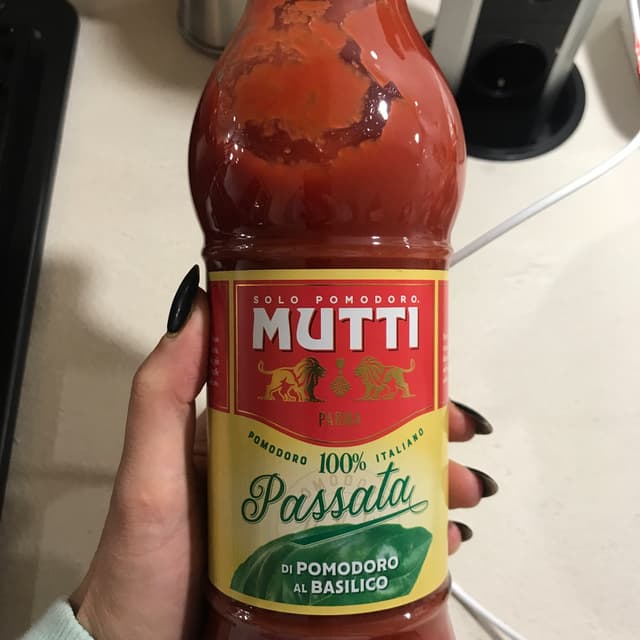 SOLO POMODORO.
MUTTI
PARMA
POMODORO 100% ITALIANO
Passata
DI POMODORO
AL BASILICO